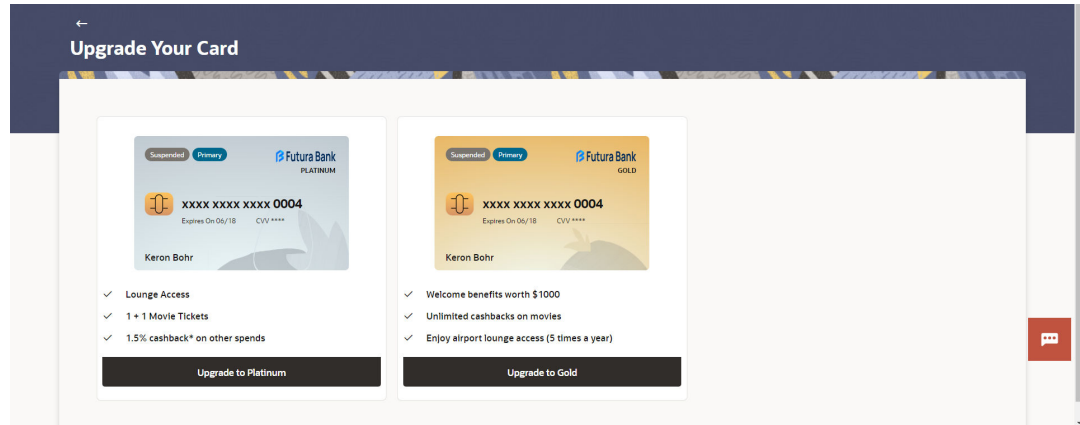 Upgrade Your Card
Suspended Primary Futura Bank
PLATINUM
xxxx xxxx xxxx 0004
Expires On 06/18 CVV ****
Keron Bohr
Lounge Access
1 + 1 Movie Tickets
1.5% cashback* on other spends
Upgrade to Platinum
Suspended Primary Futura Bank
GOLD
xxxx xxxx xxxx 0004
Expires On 06/18 CVV ****
Keron Bohr
Welcome benefits worth $1000
Unlimited cashbacks on movies
Enjoy airport lounge access (5 times a year)
Upgrade to Gold